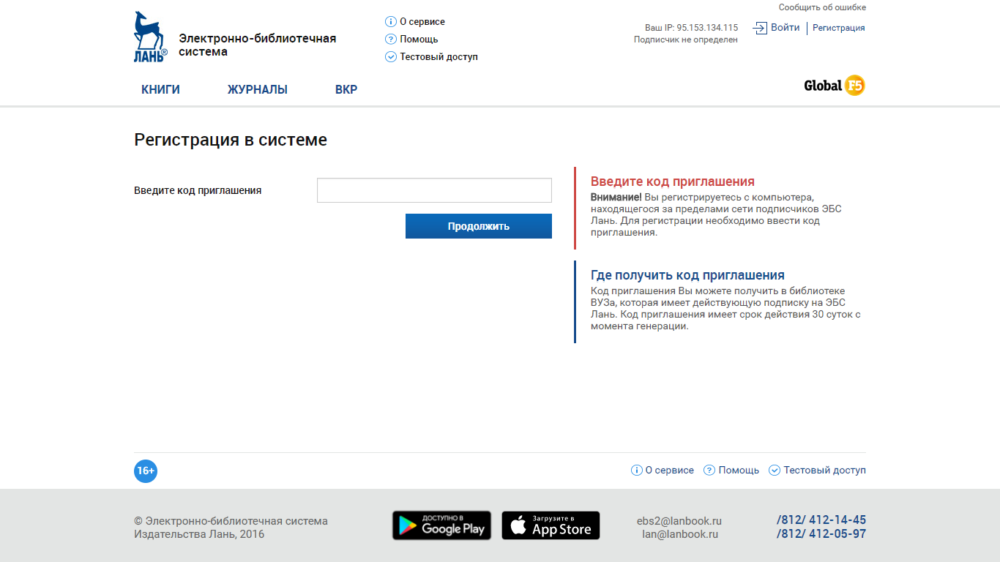 Сообщить об ошибке
ЛАНЬ®
Электронно-библиотечная
система
О сервисе
Помощь
Тестовый доступ
Ваш IP: 95.153.134.115
Подписчик не определен
Войти
Регистрация
КНИГИ
ЖУРНАЛЫ
ВКР
Global F5
Регистрация в системе
Введите код приглашения
Продолжить
Введите код приглашения
Внимание! Вы регистрируетесь с компьютера,
находящегося за пределами сети подписчиков ЭБС
Лань. Для регистрации необходимо ввести код
приглашения.
Где получить код приглашения
Код приглашения Вы можете получить в библиотеке
ВУЗа, которая имеет действующую подписку на ЭБС
Лань. Код приглашения имеет срок действия 30 суток с
момента генерации.
16+
О сервисе
Помощь
Тестовый доступ
© Электронно-библиотечная система
Издательства Лань, 2016
ДОСТУПНО В
Google Play
Загрузите в
App Store
ebs2@lanbook.ru
lan@lanbook.ru
/812/ 412-14-45
/812/ 412-05-97